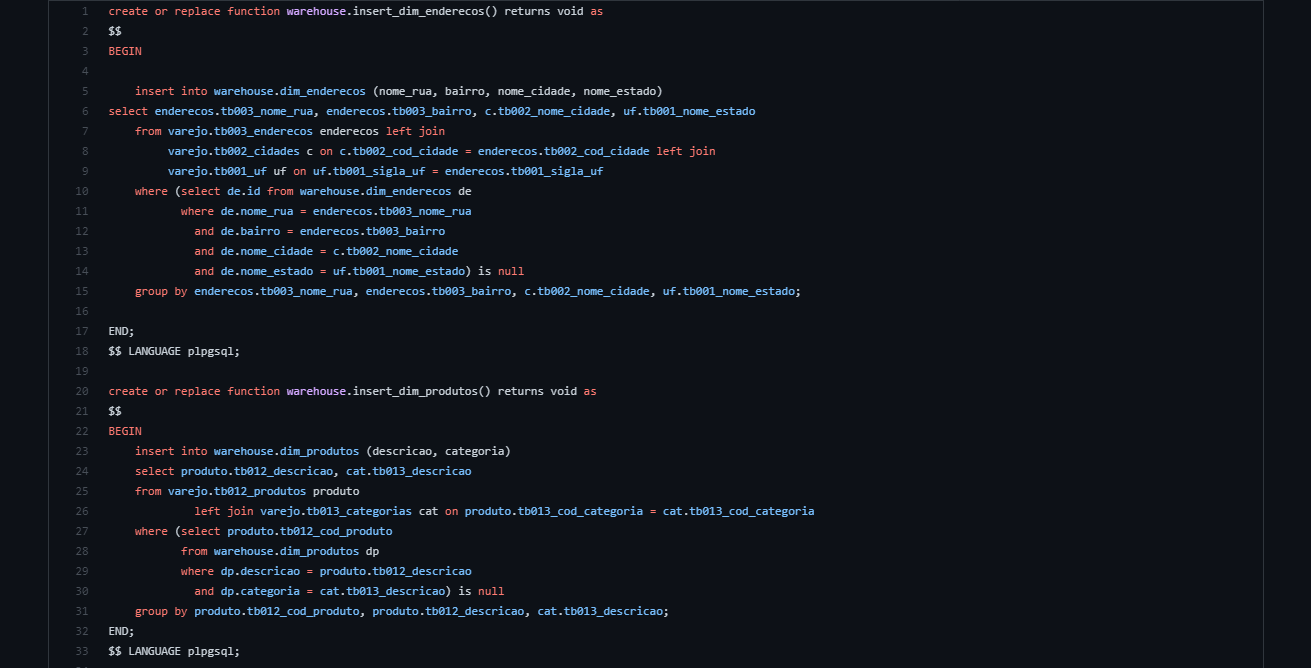 1 create or replace function warehouse.insert_dim_enderecos() returns void as
2 $$
3 BEGIN
4
5 insert into warehouse.dim_enderecos (nome_rua, bairro, nome_cidade, nome_estado)
6 select enderecos.tb003_nome_rua, enderecos.tb003_bairro, c.tb002_nome_cidade, uf.tb001_nome_estado
7 from varejo.tb003_enderecos enderecos left join
8 varejo.tb002_cidades c on c.tb002_cod_cidade = enderecos.tb002_cod_cidade left join
9 varejo.tb001_uf uf on uf.tb001_sigla_uf = enderecos.tb001_sigla_uf
10 where (select de.id from warehouse.dim_enderecos de
11 where de.nome_rua = enderecos.tb003_nome_rua
12 and de.bairro = enderecos.tb003_bairro
13 and de.nome_cidade = c.tb002_nome_cidade
14 and de.nome_estado = uf.tb001_nome_estado) is null
15 group by enderecos.tb003_nome_rua, enderecos.tb003_bairro, c.tb002_nome_cidade, uf.tb001_nome_estado;
16
17 END;
18 $$ LANGUAGE plpgsql;
19
20 create or replace function warehouse.insert_dim_produtos() returns void as
21 $$
22 BEGIN
23 insert into warehouse.dim_produtos (descricao, categoria)
24 select produto.tb012_descricao, cat.tb013_descricao
25 from varejo.tb012_produtos produto
26 left join varejo.tb013_categorias cat on produto.tb013_cod_categoria = cat.tb013_cod_categoria
27 where (select produto.tb012_cod_produto
28 from warehouse.dim_produtos dp
29 where dp.descricao = produto.tb012_descricao
30 and dp.categoria = cat.tb013_descricao) is null
31 group by produto.tb012_cod_produto, produto.tb012_descricao, cat.tb013_descricao;
32 END;
33 $$ LANGUAGE plpgsql;